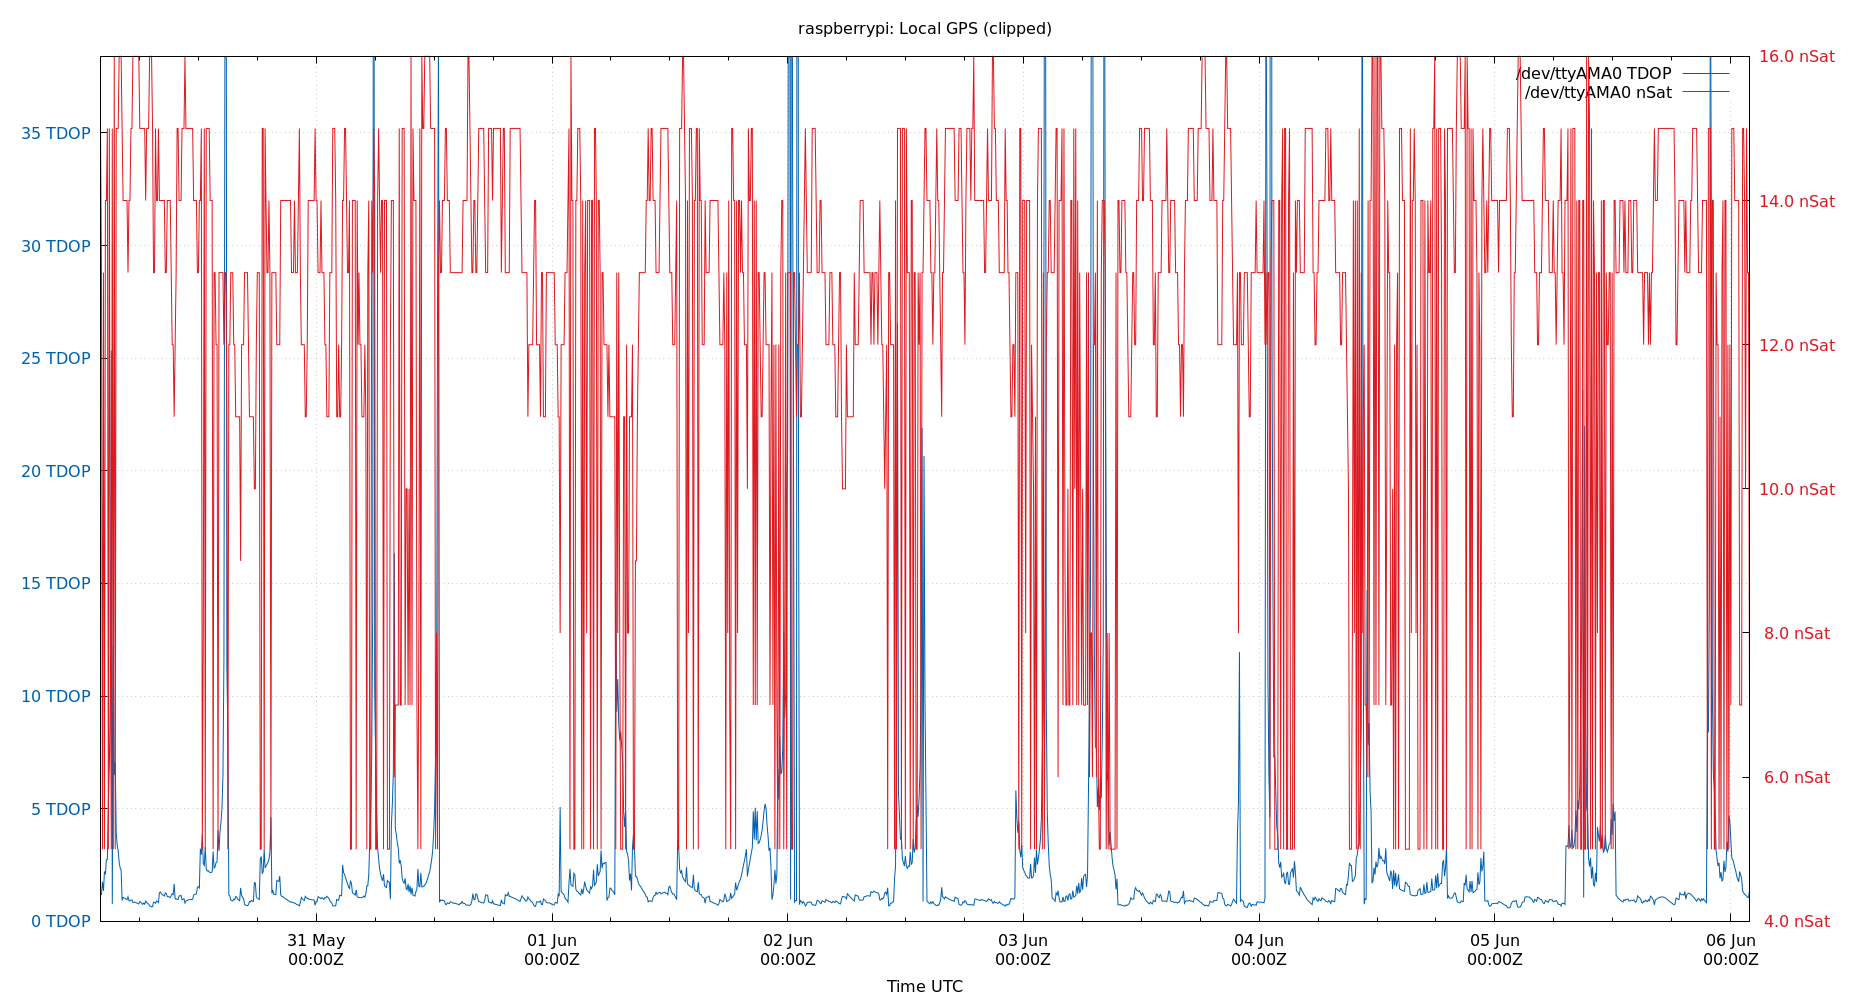 raspberrypi: Local GPS (clipped)
16.0 nSat
/dev/ttyAMA0 TDOP
/dev/ttyAMA0 nSat
35 TDOP
14.0 nSat
30 TDOP
25 TDOP
12.0 nSat
20 TDOP
10.0 nSat
15 TDOP
8.0 nSat
10 TDOP
6.0 nSat
5 TDOP
0 TDOP
4.0 nSat
31 May 01 Jun 02 Jun 03 Jun 04 Jun 05 Jun 06 Jun
00:00Z 00:00Z 00:00Z 00:00Z 00:00Z 00:00Z 00:00Z
Time UTC